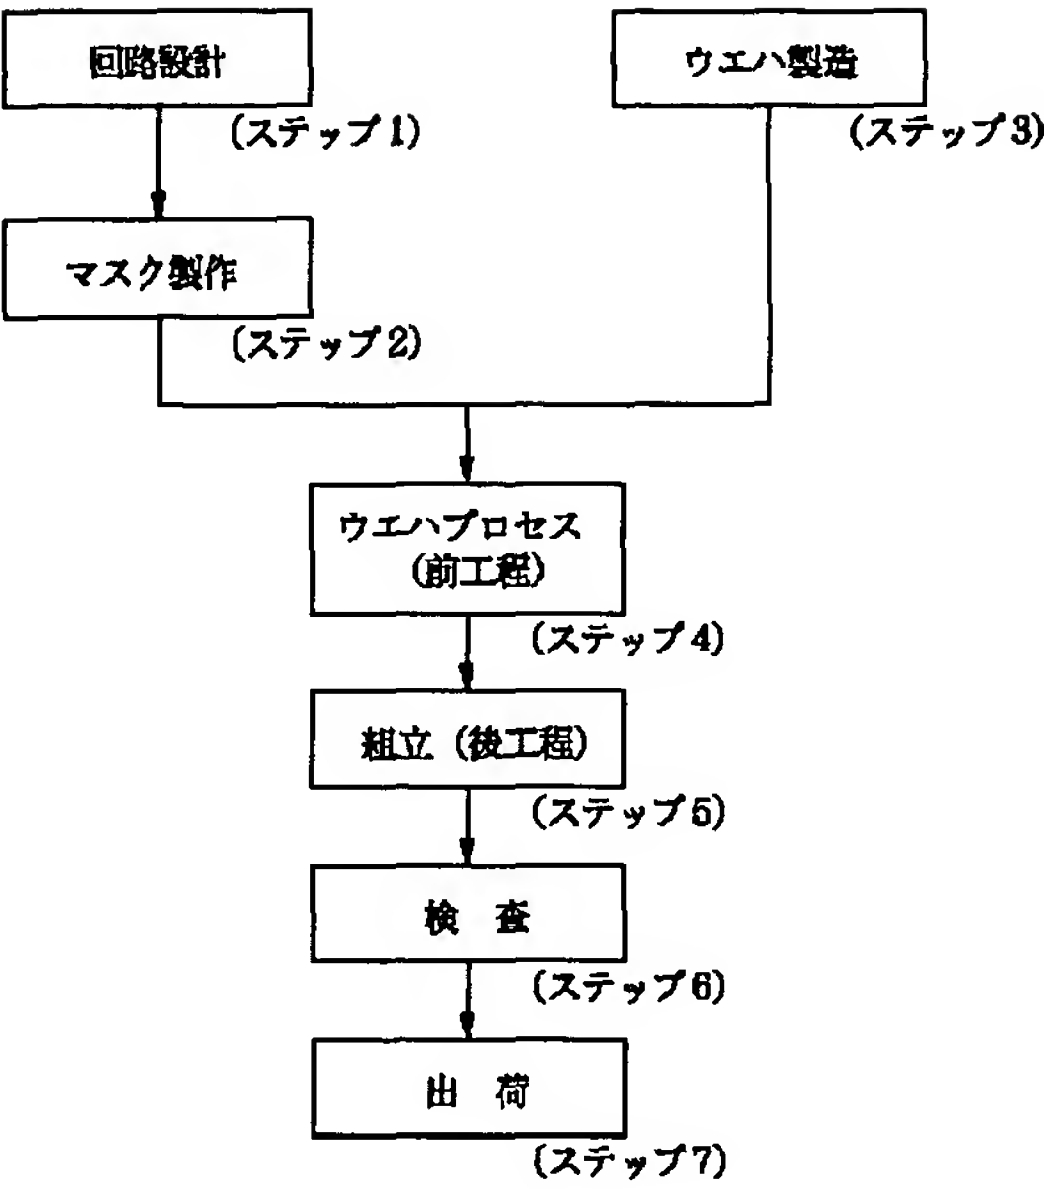 回路設計
(ステップ1)
ウエハ製造
(ステップ3)
マスク製作
(ステップ2)
ウエハプロセス
(前工程)
(ステップ4)
組立(後工程)
(ステップ5)
検 査
(ステップ6)
出 荷
(ステップ7)